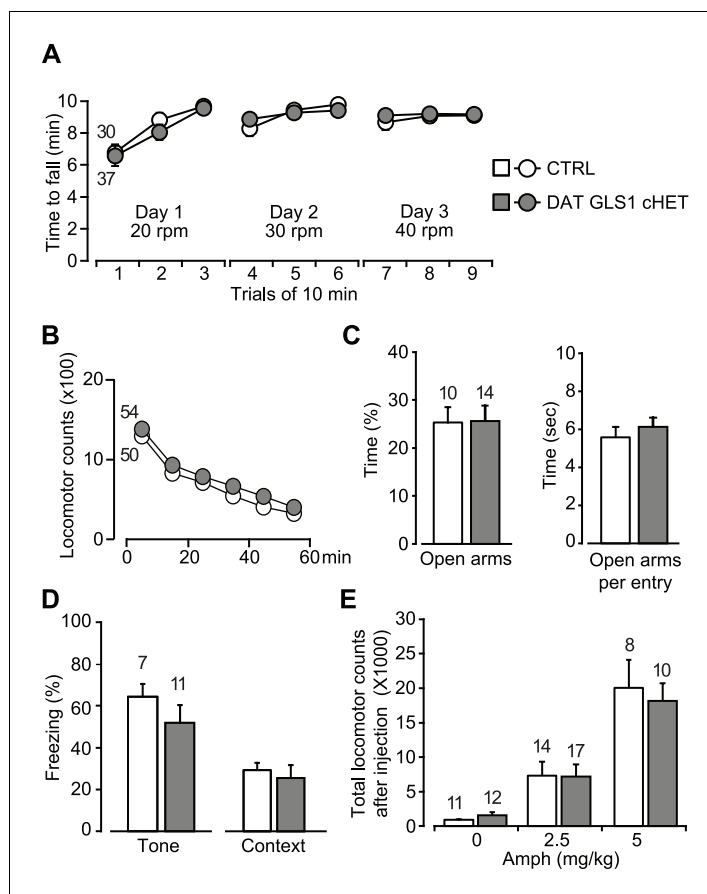 A
Time to fall (min)
10
8
6
4
2
0
30
37
Day 1
20 rpm
Day 2
30 rpm
Day 3
40 rpm
1 2 3 4 5 6 7 8 9
Trials of 10 min
CTRL
DAT GLS1 cHET
B
Locomotor counts (x100)
20
10
0
54
50
0 20 40 60 min
C
Time (%)
40
30
20
10
0
10 14
Open arms
Time (sec)
8
6
4
2
0
Open arms
per entry
D
Freezing (%)
100
80
60
40
20
0
7
11
Tone Context
E
Total locomotor counts
after injection (X1000)
25
20
15
10
5
0
11 12
14 17
8
10
0 2.5 5
Amph (mg/kg)